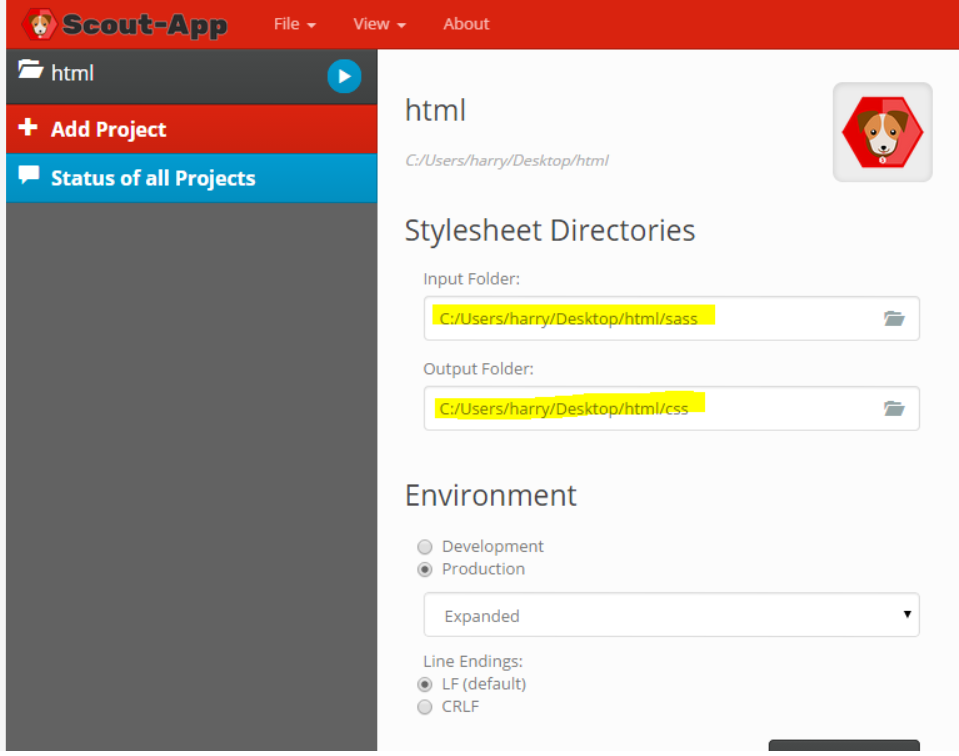 Scout-App File View About
html
Add Project
Status of all Projects
html
C:/Users/harry/Desktop/html
Stylesheet Directories
Input Folder:
C:/Users/harry/Desktop/html/sass
Output Folder:
C:/Users/harry/Desktop/html/css
Environment
Development
Production
Expanded
Line Endings:
LF (default)
CRLF